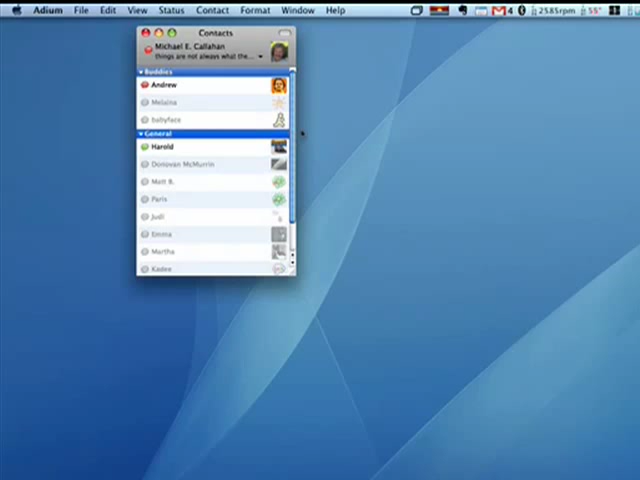 Adium File Edit View Status Contact Format Window Help 4 2585rpm 55°
Contacts
Michael E. Callahan
things are not always what the...
Buddies
Andrew
Melaina
babyface
General
Harold
Donovan McMurrin
Matt B.
Paris
Judi
Emma
Martha
Kadee